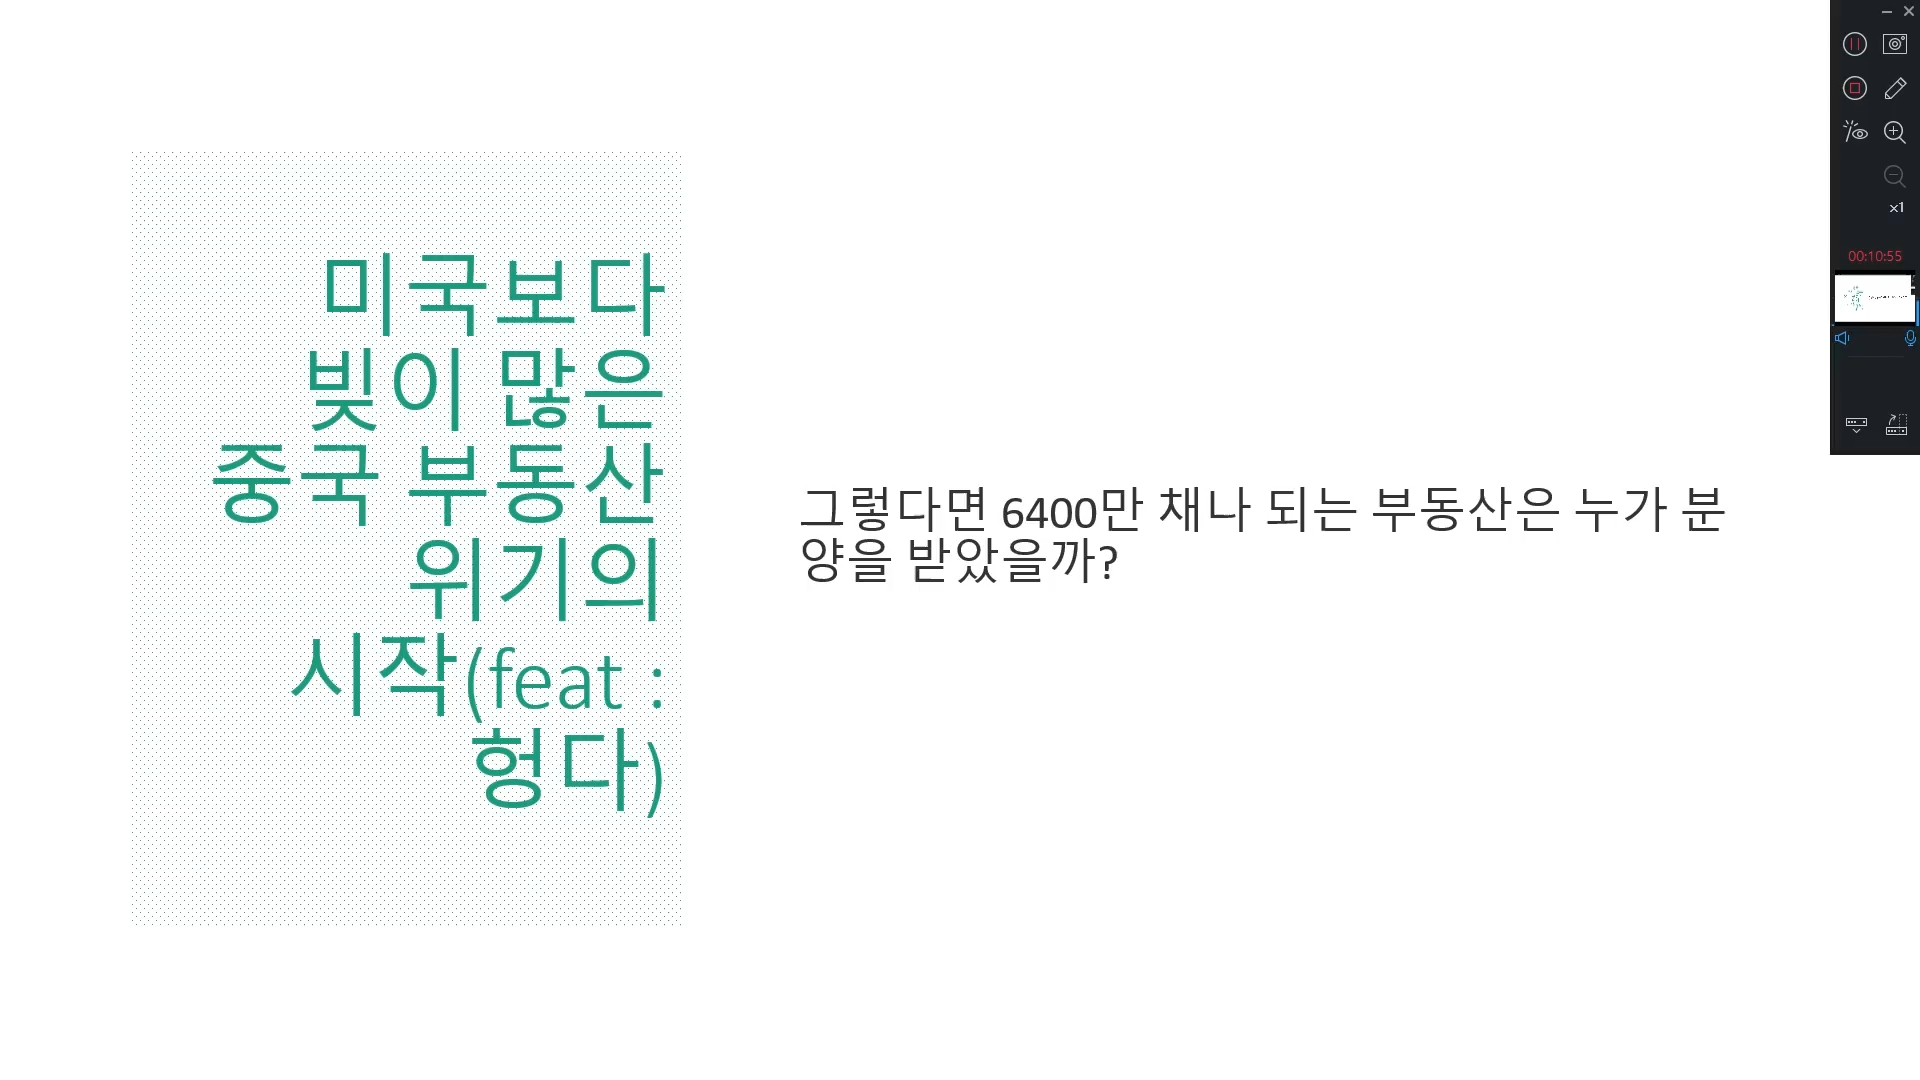 미국보다
빚이 많은
중국 부동산
위기의
시작(feat :
헝다)
그렇다면 6400만 채나 되는 부동산은 누가 분
양을 받았을까?
x1
00:10:55